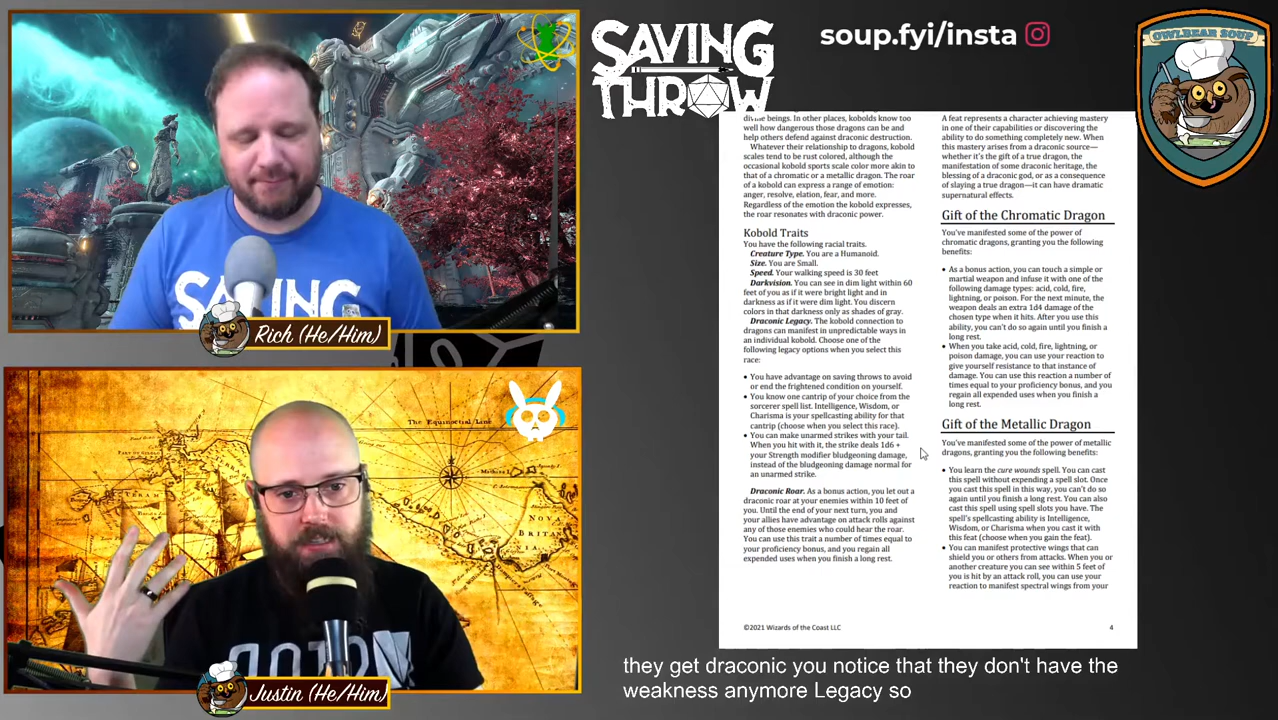 SAVING
THROW
soup.fyi/insta
OWLBEAR SOUP
SAVING
Rich (He/Him)
The Equinoctial Line
Justin (He/Him)
divine beings. In other places, kobolds know too
well how dangerous those dragons can be and
help others defend against draconic destruction.
Whatever their relationship to dragons, kobold
scales tend to be rust colored, although the
occasional kobold sports scale color more akin to
that of a chromatic or a metallic dragon. The roar
of a kobold can express a range of emotion:
anger, resolve, elation, fear, and more.
Regardless of the emotion the kobold expresses,
the roar resonates with draconic power.
Kobold Traits
You have the following racial traits.
Creature Type. You are a Humanoid.
Size. You are Small.
Speed. Your walking speed is 30 feet
Darkvision. You can see in dim light within 60
feet of you as if it were bright light and in
darkness as if it were dim light. You discern
colors in that darkness only as shades of gray.
Draconic Legacy. The kobold connection to
dragons can manifest in unpredictable ways in
an individual kobold. Choose one of the
following legacy options when you select this
race:
• You have advantage on saving throws to avoid
or end the frightened condition on yourself.
• You know one cantrip of your choice from the
sorcerer spell list. Intelligence, Wisdom, or
Charisma is your spellcasting ability for that
cantrip (choose when you select this race).
• You can make unarmed strikes with your tail.
When you hit with it, the strike deals 1d6 +
your Strength modifier bludgeoning damage,
instead of the bludgeoning damage normal for
an unarmed strike.
Draconic Roar. As a bonus action, you let out a
draconic roar at your enemies within 10 feet of
you. Until the end of your next turn, you and
your allies have advantage on attack rolls against
any of those enemies who could hear the roar.
You can use this trait a number of times equal to
your proficiency bonus, and you regain all
expended uses when you finish a long rest.
A feat represents a character achieving mastery
in one of their capabilities or discovering the
ability to do something completely new. When
this mastery arises from a draconic source—
whether it's the gift of a true dragon, the
manifestation of some draconic heritage, the
blessing of a draconic god, or as a consequence
of slaying a true dragon—it can have dramatic
supernatural effects.
Gift of the Chromatic Dragon
You've manifested some of the power of
chromatic dragons, granting you the following
benefits:
• As a bonus action, you can touch a simple or
martial weapon and infuse it with one of the
following damage types: acid, cold, fire,
lightning, or poison. For the next minute, the
weapon deals an extra 1d4 damage of the
chosen type when it hits. After you use this
ability, you can't do so again until you finish a
long rest.
• When you take acid, cold, fire, lightning, or
poison damage, you can use your reaction to
give yourself resistance to that instance of
damage. You can use this reaction a number of
times equal to your proficiency bonus, and you
regain all expended uses when you finish a
long rest.
Gift of the Metallic Dragon
You've manifested some of the power of metallic
dragons, granting you the following benefits:
• You learn the cure wounds spell. You can cast
this spell without expending a spell slot. Once
you cast this spell in this way, you can't do so
again until you finish a long rest. You can also
cast this spell using spell slots you have. The
spell's spellcasting ability is Intelligence,
Wisdom, or Charisma when you cast it with
this feat (choose when you gain the feat).
• You can manifest protective wings that can
shield you or others from attacks. When you or
another creature you can see within 5 feet of
you is hit by an attack roll, you can use your
reaction to manifest spectral wings from your
©2021 Wizards of the Coast LLC
4
they get draconic you notice that they don't have the
weakness anymore Legacy so